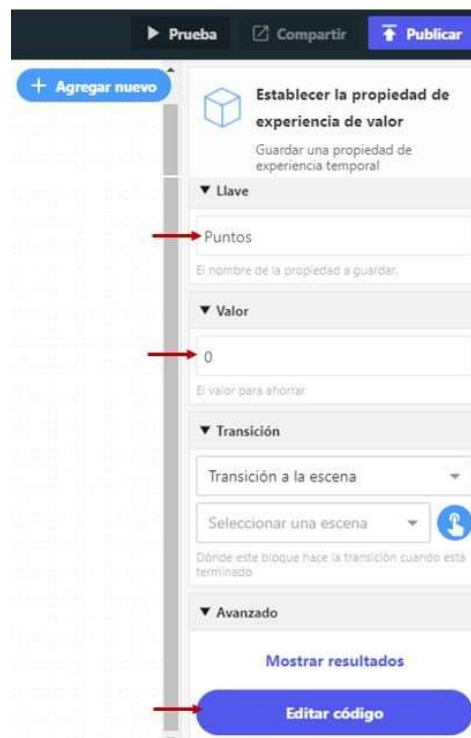 Prueba
Compartir
Publicar
+ Agregar nuevo
Establecer la propiedad de
experiencia de valor
Guardar una propiedad de
experiencia temporal
Llave
Puntos
El nombre de la propiedad a guardar.
Valor
0
El valor para ahorrar
Transición
Transición a la escena
Seleccionar una escena
Dónde este bloque hace la transición cuando está
terminado
Avanzado
Mostrar resultados
Editar código